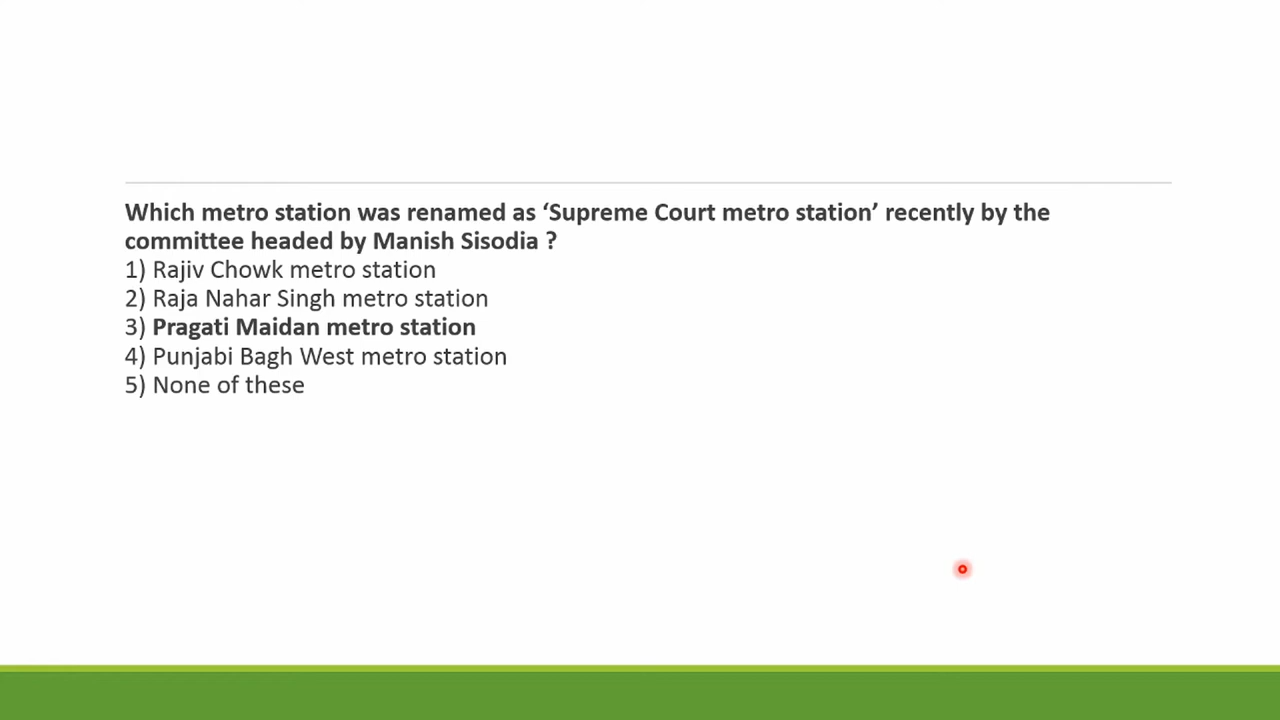 Which metro station was renamed as ‘Supreme Court metro station’ recently by the
committee headed by Manish Sisodia ?
1) Rajiv Chowk metro station
2) Raja Nahar Singh metro station
3) Pragati Maidan metro station
4) Punjabi Bagh West metro station
5) None of these